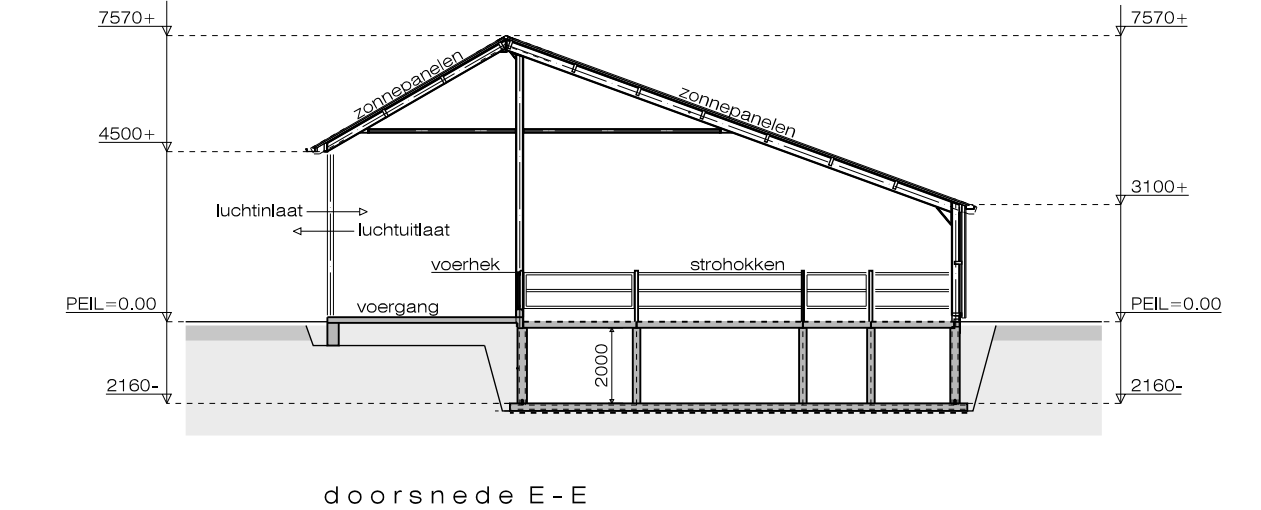 7570+
7570+
zonnepanelen
zonnepanelen
4500+
3100+
luchtinlaat
luchtuitlaat
voerhek
strohokken
PEIL=0.00
voergang
PEIL=0.00
2000
2160-
2160-
doorsnede E-E